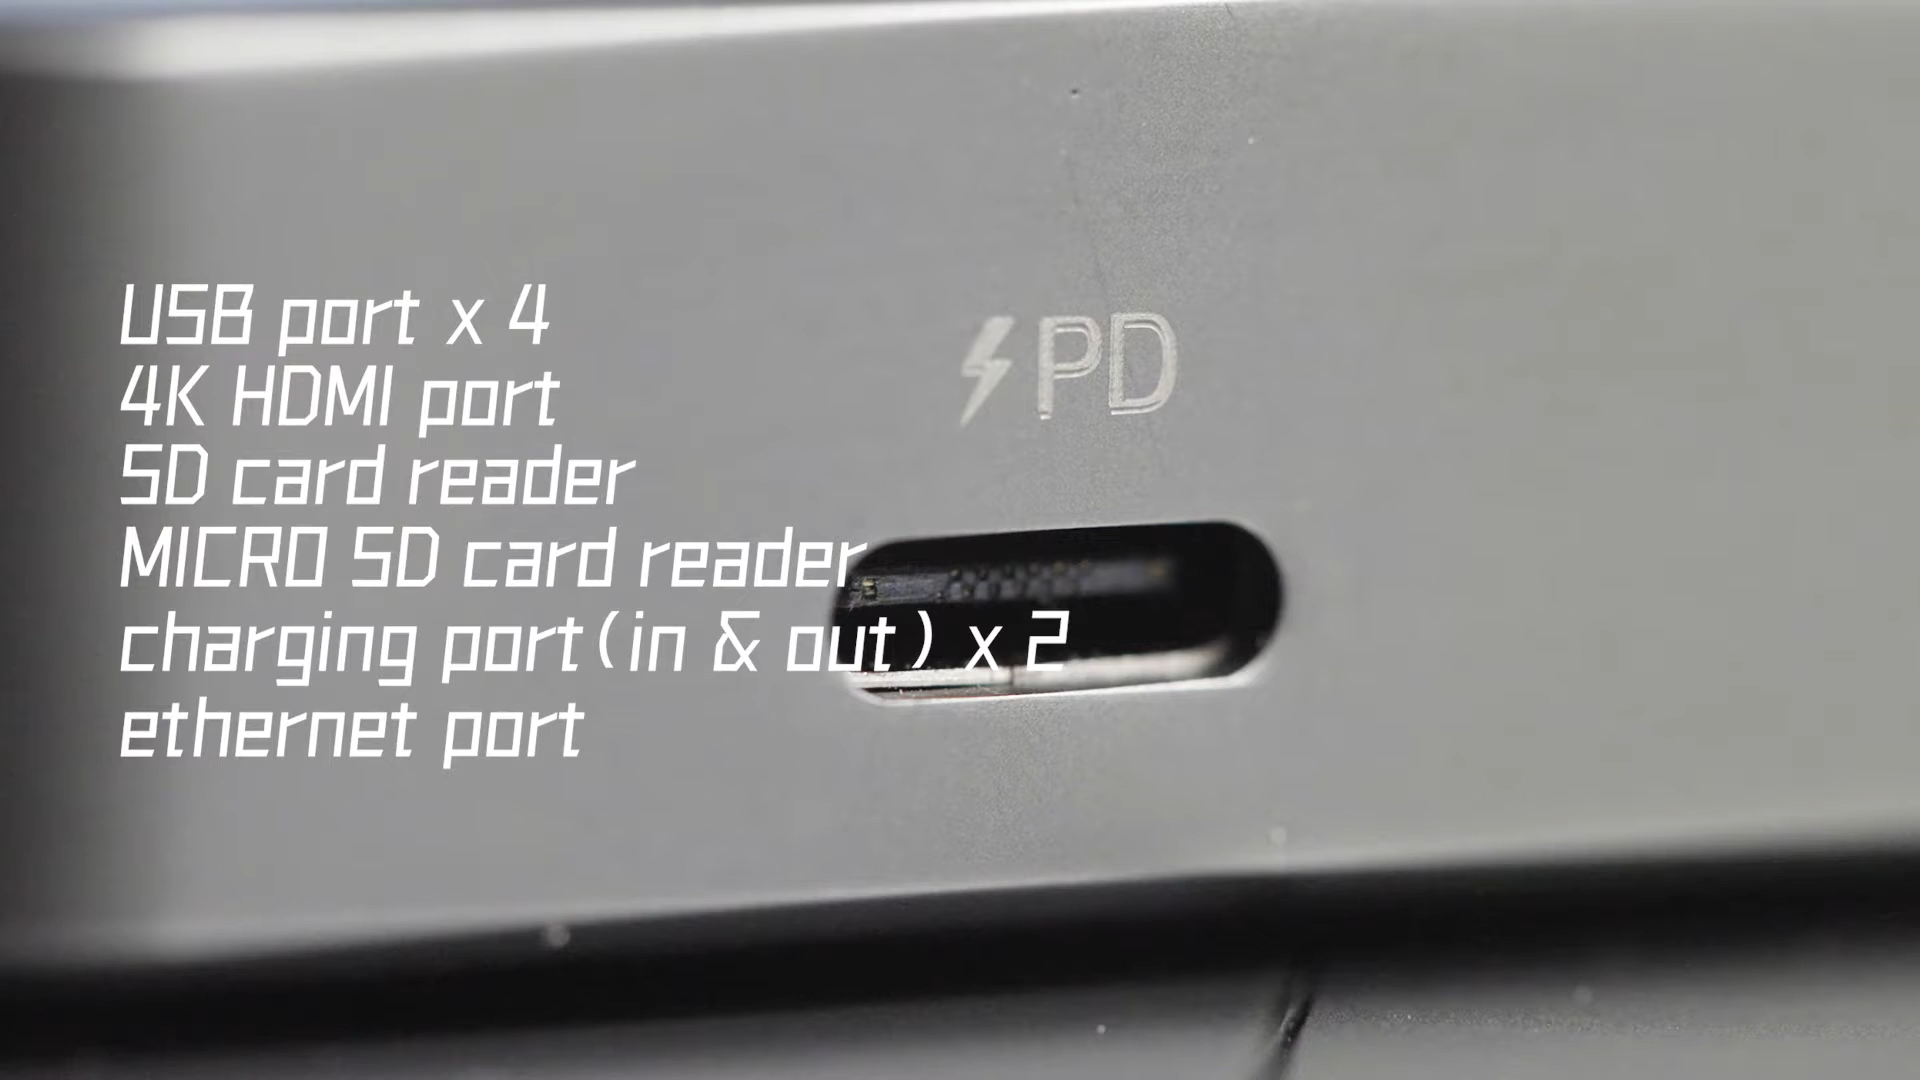 USB port x 4
4K HDMI port
SD card reader
MICRO SD card reader
charging port(in & out) x 2
ethernet port
PD